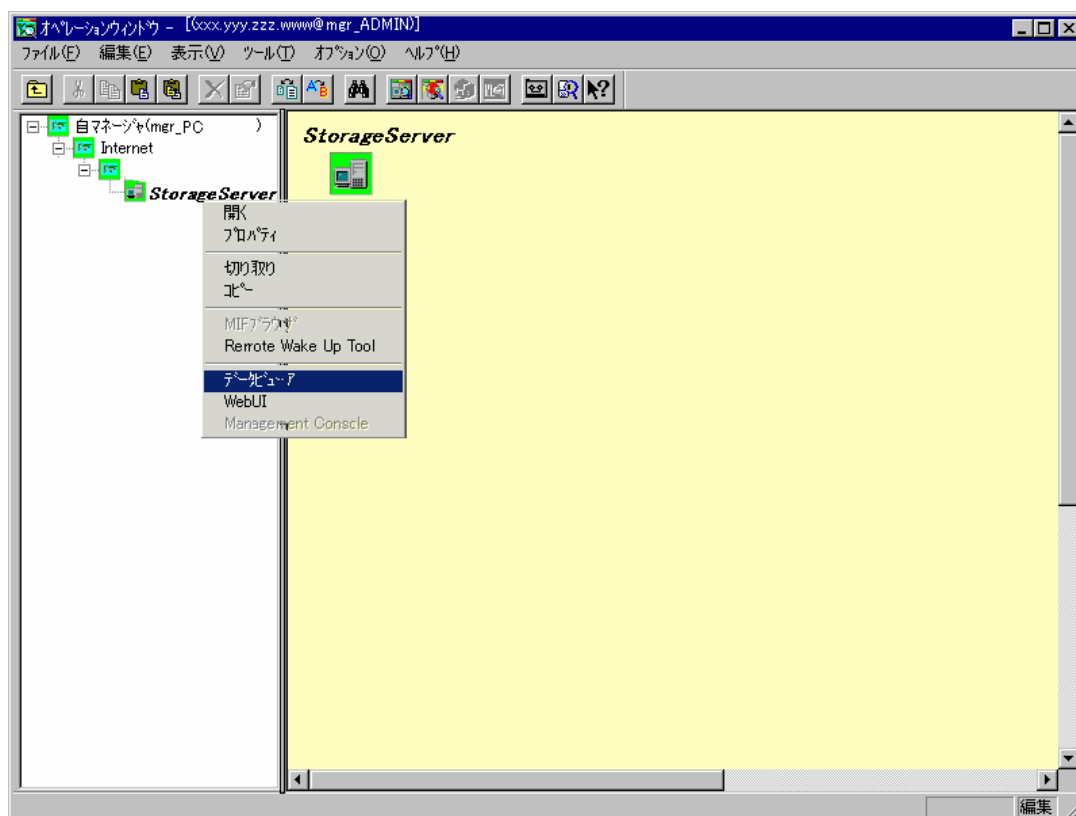 オペレーションウィンドウ - [(xxx.yyy.zzz.www@mgr_ADMIN)]
ファイル(F) 編集(E) 表示(V) ツール(T) オプション(O) ヘルプ(H)
自マネージャ(mgr_PC )
Internet
StorageServer
StorageServer
開く
プロパティ
切り取り
コピー
MIFブラウザ
Remote Wake Up Tool
データビューア
WebUI
Management Console
編集